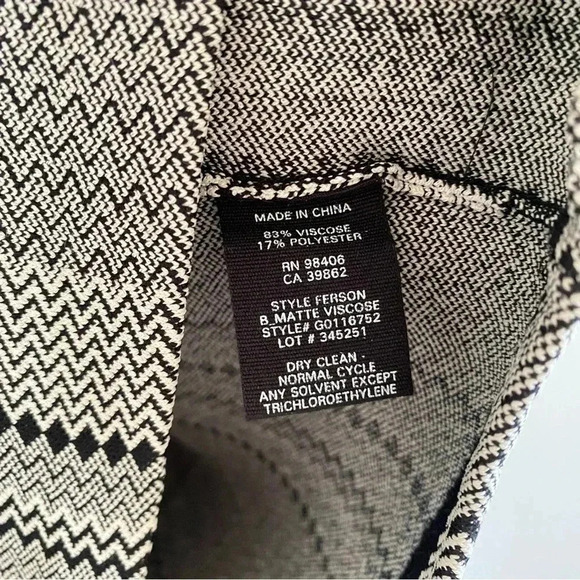 MADE IN CHINA
83% VISCOSE
17% POLYESTER
RN 98406
CA 39862
STYLE FERSON
B.MATTE VISCOSE
STYLE# G0116752
LOT # 345251
DRY CLEAN -
NORMAL CYCLE
ANY SOLVENT EXCEPT
TRICHLOROETHYLENE